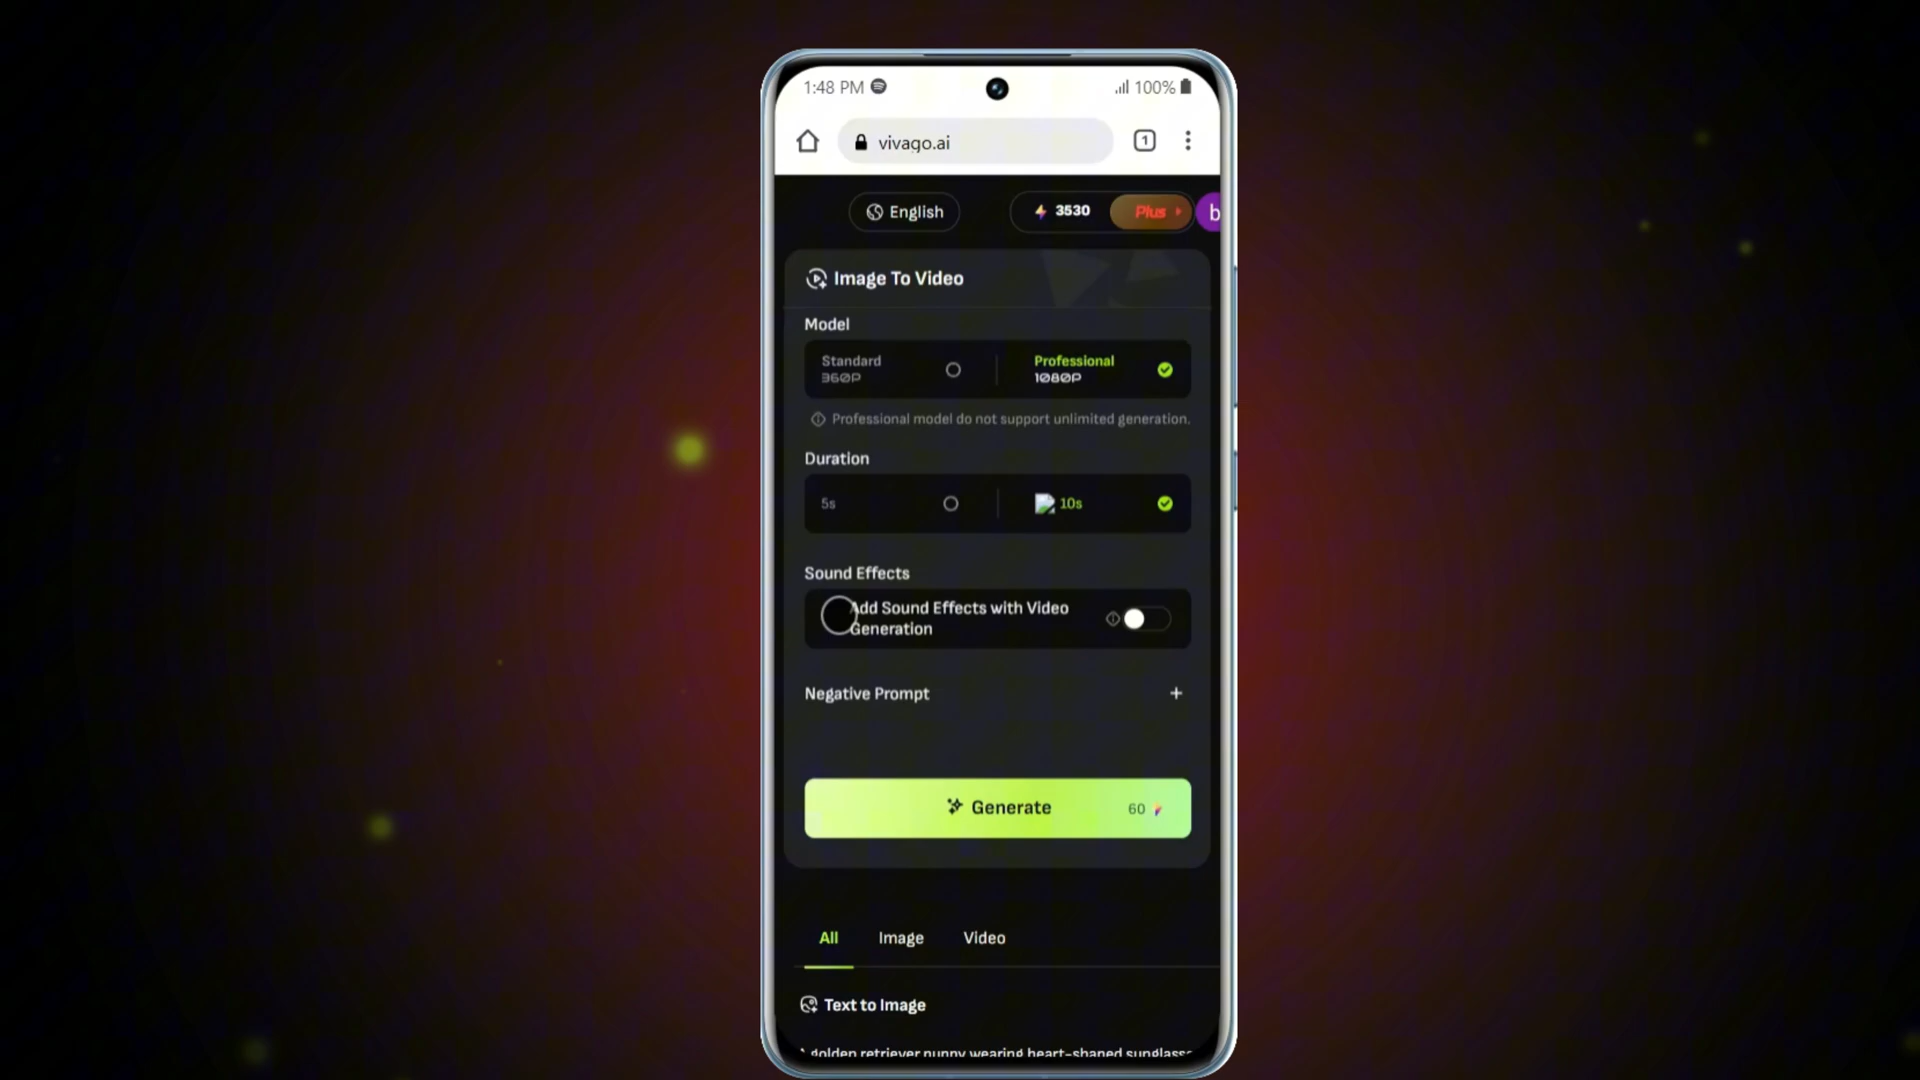 1:48 PM
100%
vivago.ai
1
English
3530
Plus
b
Image To Video
Model
Standard
360P
Professional
1080P
Professional model do not support unlimited generation.
Duration
5s
10s
Sound Effects
Add Sound Effects with Video
Generation
Negative Prompt
+
Generate
60
All
Image
Video
Text to Image
golden retriever puppy wearing heart-shaped